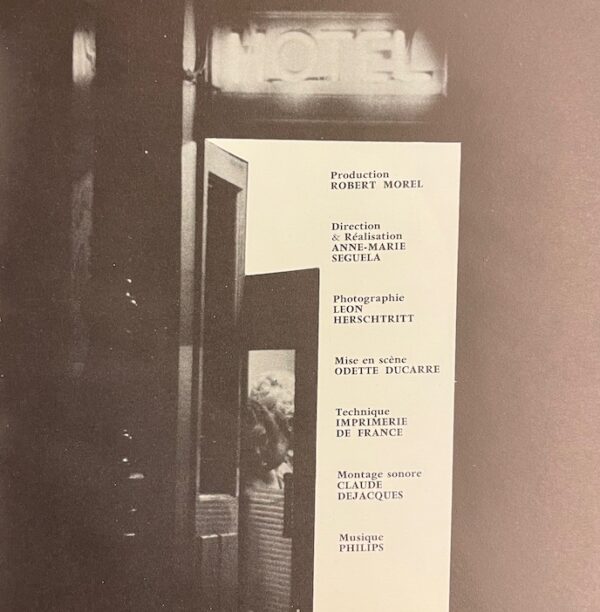 HOTEL
Production
ROBERT MOREL
Direction
& Réalisation
ANNE-MARIE
SEGUELA
Photographie
LEON
HERSCHTRITT
Mise en scène
ODETTE DUCARRE
Technique
IMPRIMERIE
DE FRANCE
Montage sonore
CLAUDE
DEJACQUES
Musique
PHILIPS